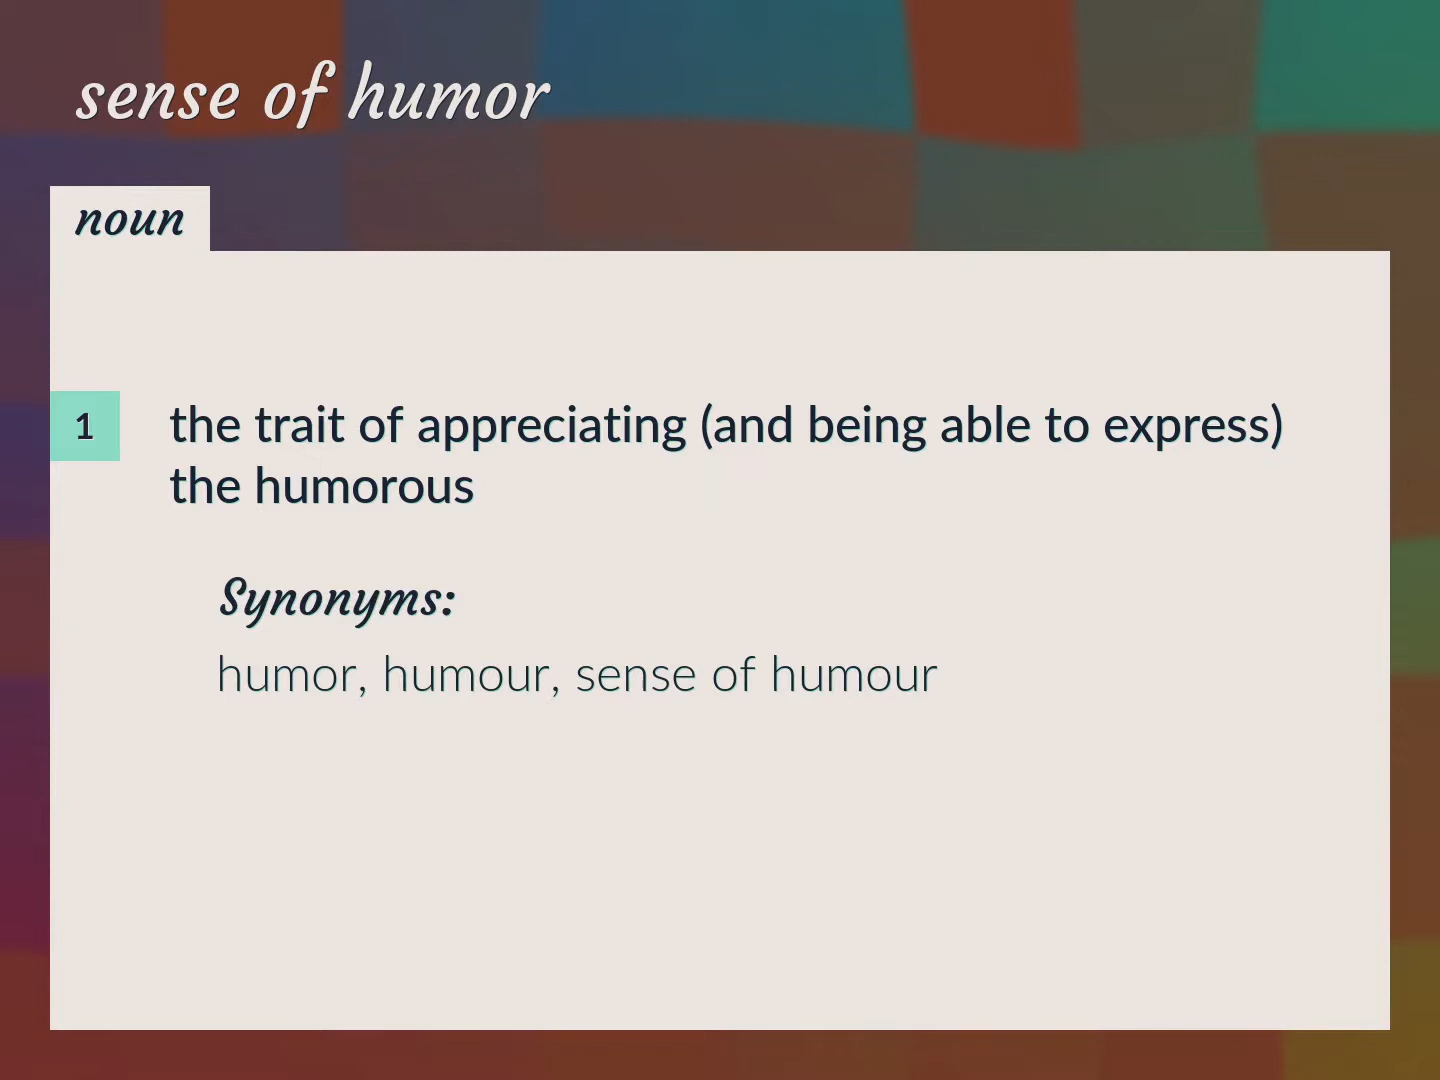 sense of humor
noun
1
the trait of appreciating (and being able to express)
the humorous
Synonyms:
humor, humour, sense of humour